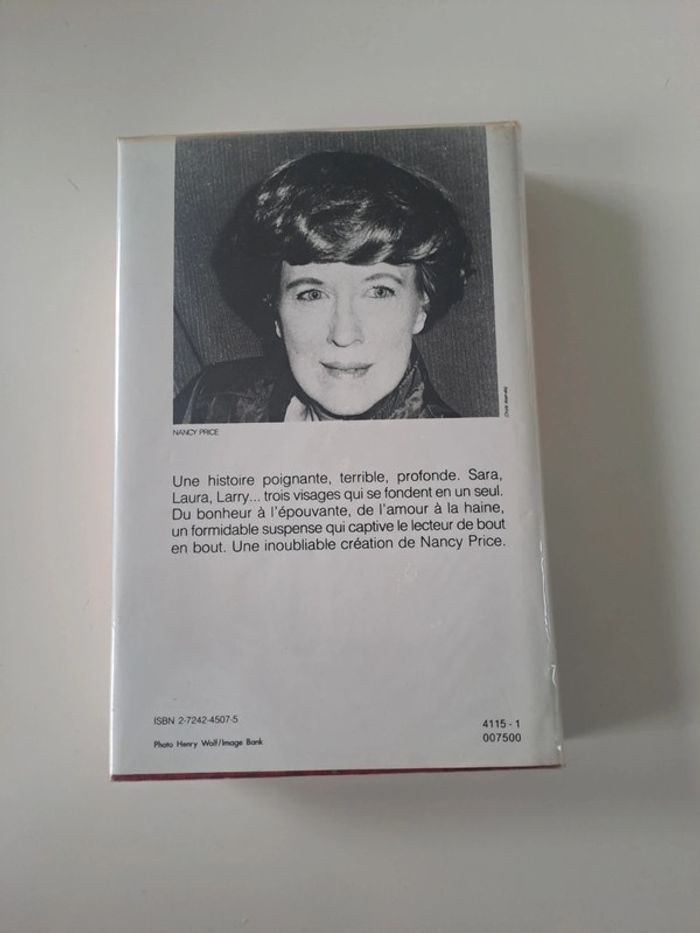 NANCY PRICE
Une histoire poignante, terrible, profonde. Sara,
Laura, Larry... trois visages qui se fondent en un seul.
Du bonheur à l'épouvante, de l'amour à la haine,
un formidable suspense qui captive le lecteur de bout
en bout. Une inoubliable création de Nancy Price.
ISBN 2-7242-4507-5
Photo Henry Wolf/Image Bank
4115 - 1
007500